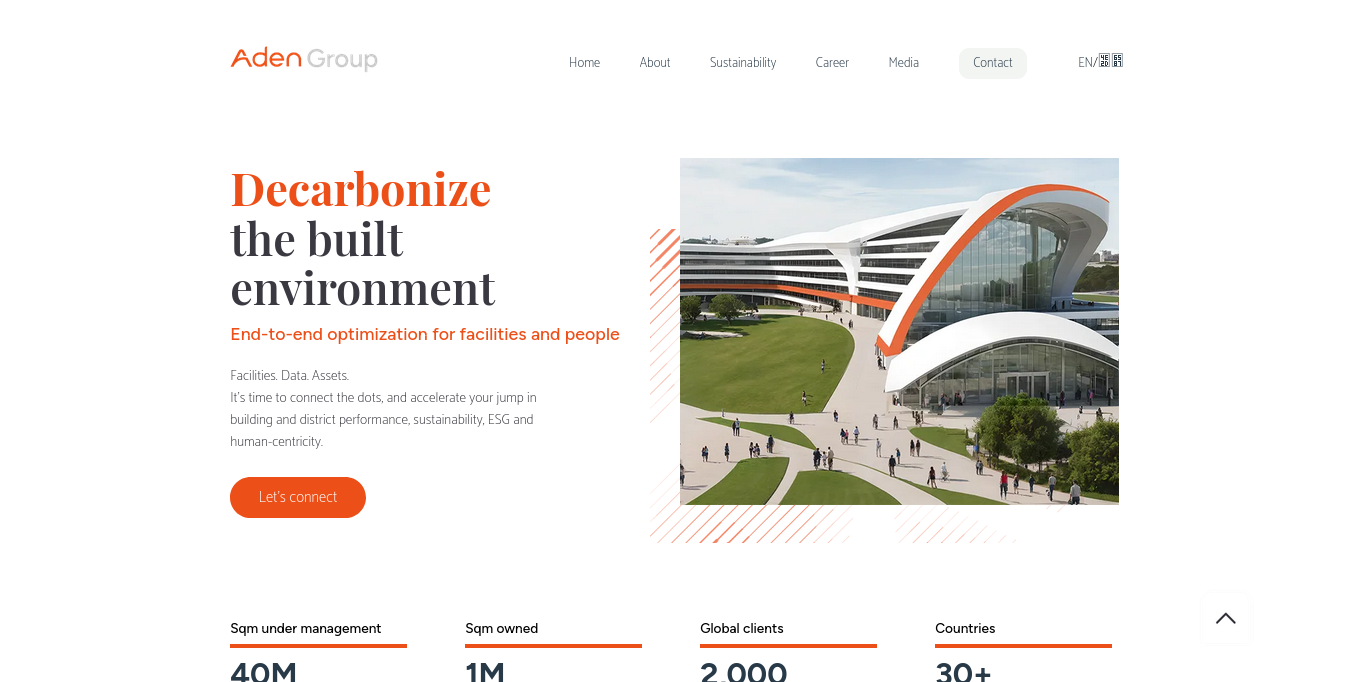 Aden Group
Home About Sustainability Career Media Contact EN/
Decarbonize
the built
environment
End-to-end optimization for facilities and people
Facilities. Data. Assets.
It's time to connect the dots, and accelerate your jump in
building and district performance, sustainability, ESG and
human-centricity.
Let's connect
Sqm under management
40M
Sqm owned
1M
Global clients
2,000
Countries
30+